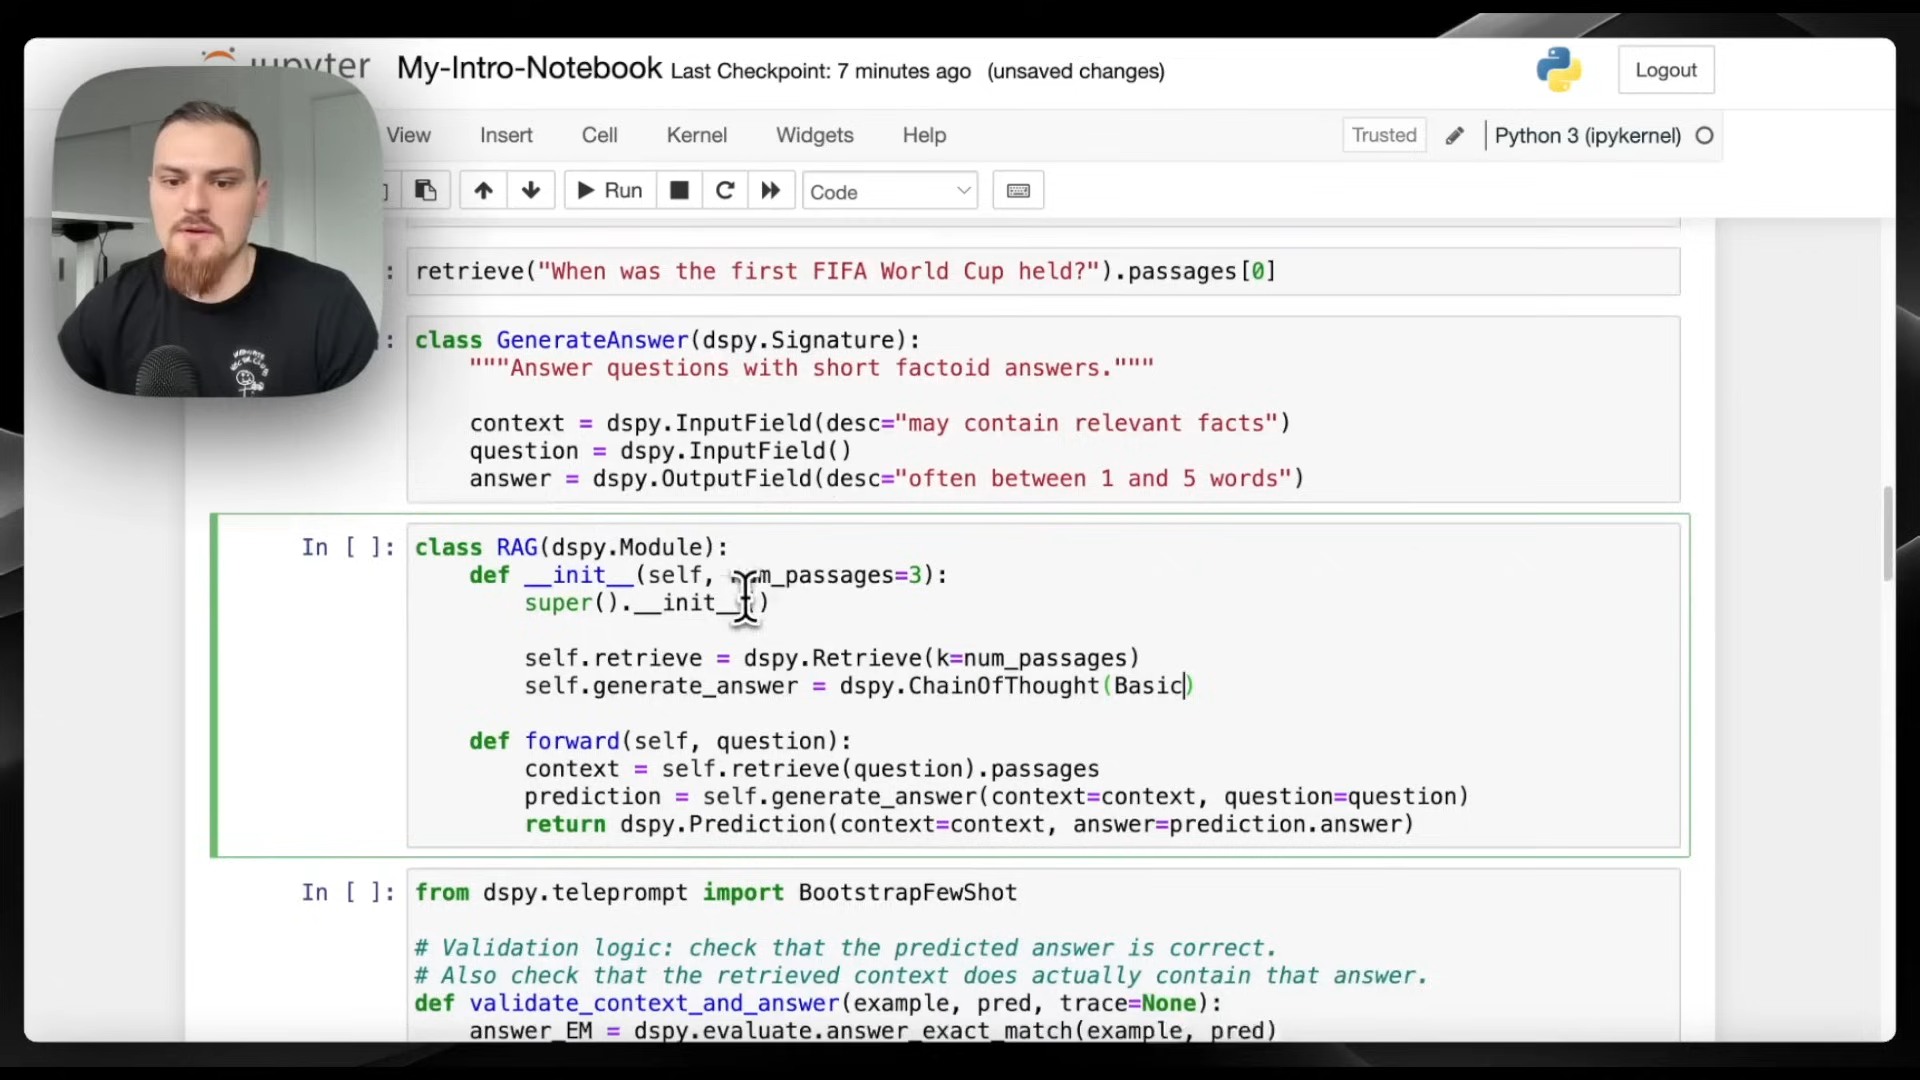 My-Intro-Notebook Last Checkpoint: 7 minutes ago (unsaved changes)
Logout
View Insert Cell Kernel Widgets Help
Trusted
Python 3 (ipykernel)
Run
Code
retrieve("When was the first FIFA World Cup held?").passages[0]
class GenerateAnswer(dspy.Signature):
"""Answer questions with short factoid answers."""
context = dspy.InputField(desc="may contain relevant facts")
question = dspy.InputField()
answer = dspy.OutputField(desc="often between 1 and 5 words")
In [ ]:
class RAG(dspy.Module):
def __init__(self, num_passages=3):
super().__init__()
self.retrieve = dspy.Retrieve(k=num_passages)
self.generate_answer = dspy.ChainOfThought(Basic)
def forward(self, question):
context = self.retrieve(question).passages
prediction = self.generate_answer(context=context, question=question)
return dspy.Prediction(context=context, answer=prediction.answer)
In [ ]:
from dspy.teleprompt import BootstrapFewShot
# Validation logic: check that the predicted answer is correct.
# Also check that the retrieved context does actually contain that answer.
def validate_context_and_answer(example, pred, trace=None):
answer_EM = dspy.evaluate.answer_exact_match(example, pred)